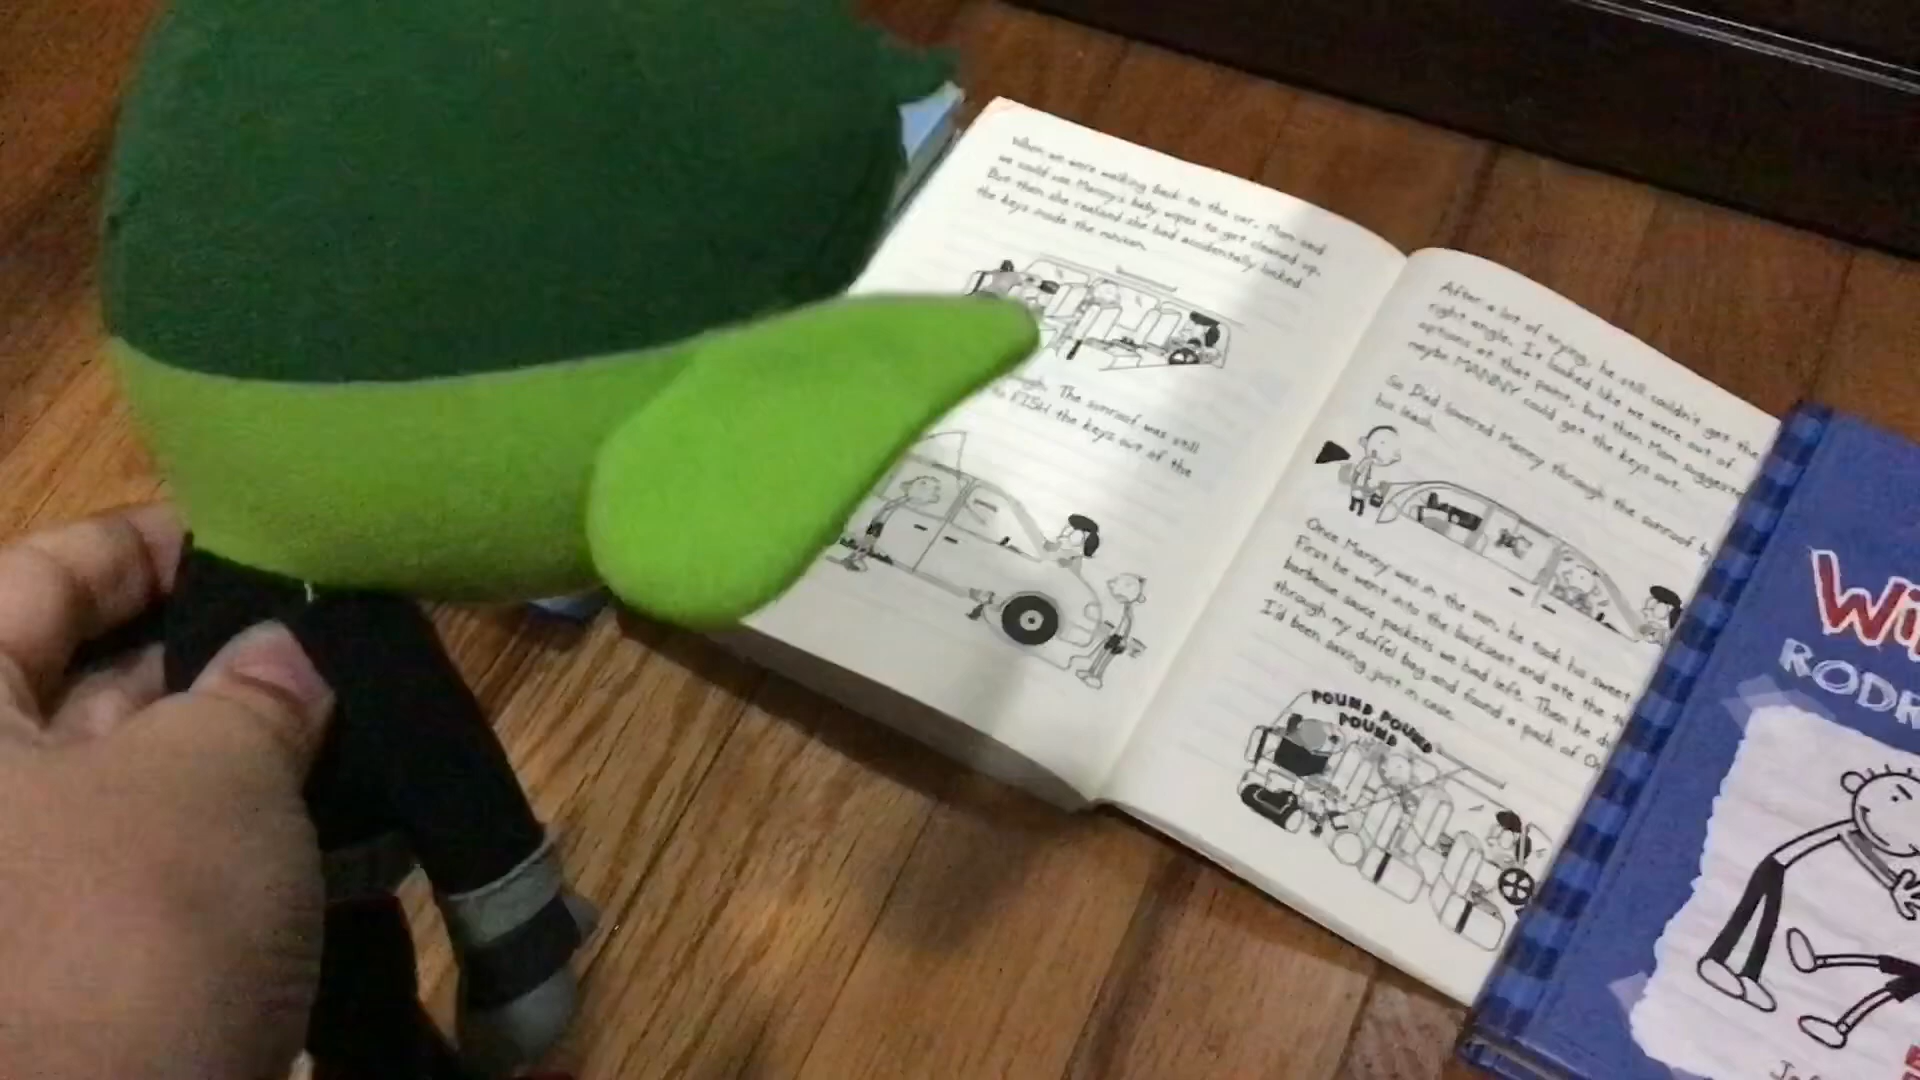 When we were walking back to the car, Mom said
we could use Manny's baby wipes to get cleaned up.
But then she realized she had accidentally locked
the keys inside the minivan.
The sunroof was still
to FISH the keys out of the
After a lot of trying, he still couldn't get the
right angle. It looked like we were out of
options at that point, but then Mom suggested
maybe MANNY could get the keys out.
So Dad lowered Manny through the sunroof by
his leash.
Once Manny was in the van, he took his sweet
First he went into the backseat and ate the
barbecue sauce packets we had left. Then he
through my duffel bag and found a pack of
I'd been saving just in case.
POUND POUND
POUND
Wi
RODR